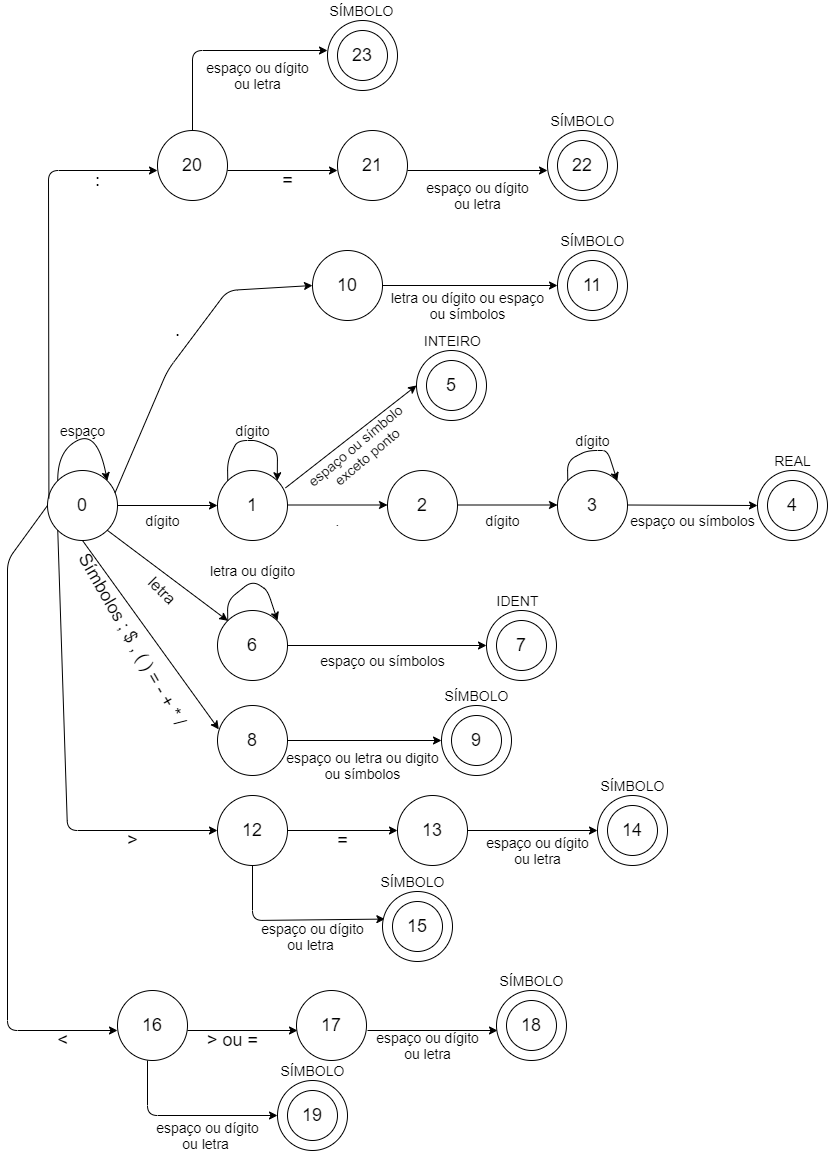 SÍMBOLO
23
espaço ou dígito
ou letra
SÍMBOLO
20
21
22
:
=
espaço ou dígito
ou letra
SÍMBOLO
10
11
letra ou dígito ou espaço
ou símbolos
.
INTEIRO
5
espaço ou símbolo
exceto ponto
espaço
dígito
dígito
REAL
0
1
2
3
4
dígito
.
dígito
espaço ou símbolos
letra
letra ou dígito
IDENT
6
7
espaço ou símbolos
Símbolos ; $ , ( ) = - + * /
SÍMBOLO
8
9
espaço ou letra ou digito
ou símbolos
SÍMBOLO
12
13
14
>
=
espaço ou dígito
ou letra
SÍMBOLO
15
espaço ou dígito
ou letra
SÍMBOLO
16
17
18
<
> ou =
espaço ou dígito
ou letra
SÍMBOLO
19
espaço ou dígito
ou letra